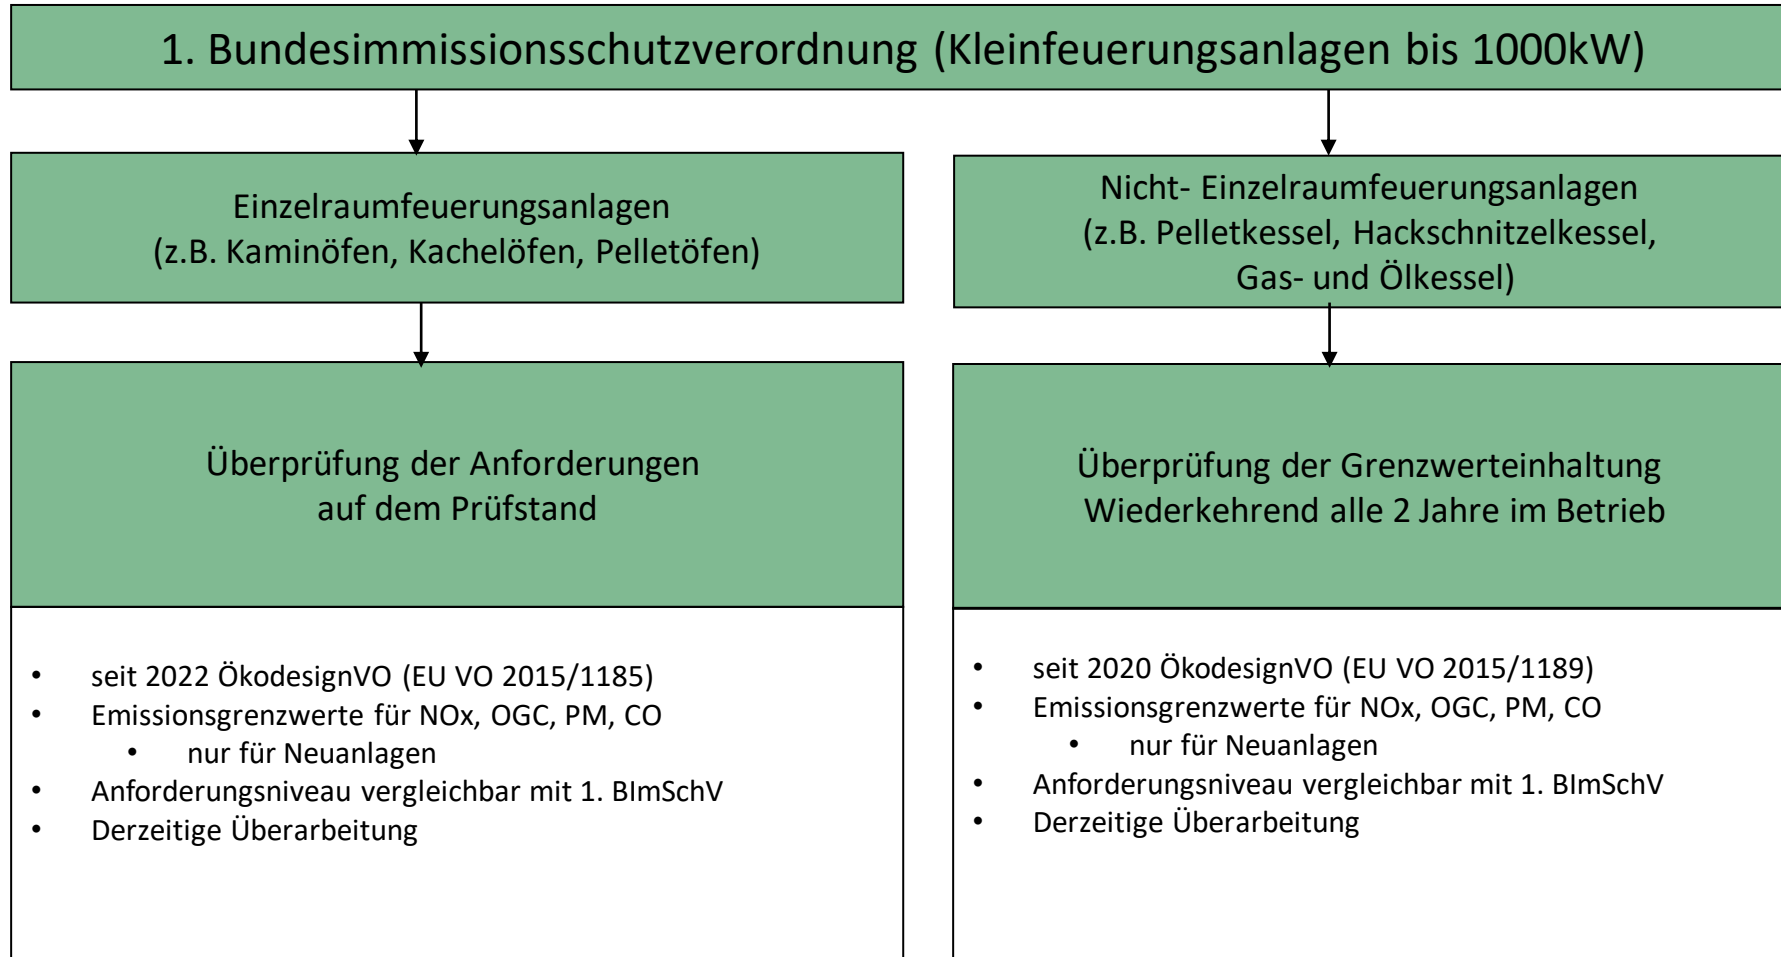 1. Bundesimmissionsschutzverordnung (Kleinfeuerungsanlagen bis 1000kW)
Einzelraumfeuerungsanlagen
(z.B. Kaminöfen, Kachelöfen, Pelletöfen)
Nicht- Einzelraumfeuerungsanlagen
(z.B. Pelletkessel, Hackschnitzelkessel,
Gas- und Ölkessel)
Überprüfung der Anforderungen
auf dem Prüfstand
Überprüfung der Grenzwerteinhaltung
Wiederkehrend alle 2 Jahre im Betrieb
• seit 2022 ÖkodesignVO (EU VO 2015/1185)
• Emissionsgrenzwerte für NOx, OGC, PM, CO
• nur für Neuanlagen
• Anforderungsniveau vergleichbar mit 1. BImSchV
• Derzeitige Überarbeitung
• seit 2020 ÖkodesignVO (EU VO 2015/1189)
• Emissionsgrenzwerte für NOx, OGC, PM, CO
• nur für Neuanlagen
• Anforderungsniveau vergleichbar mit 1. BImSchV
• Derzeitige Überarbeitung